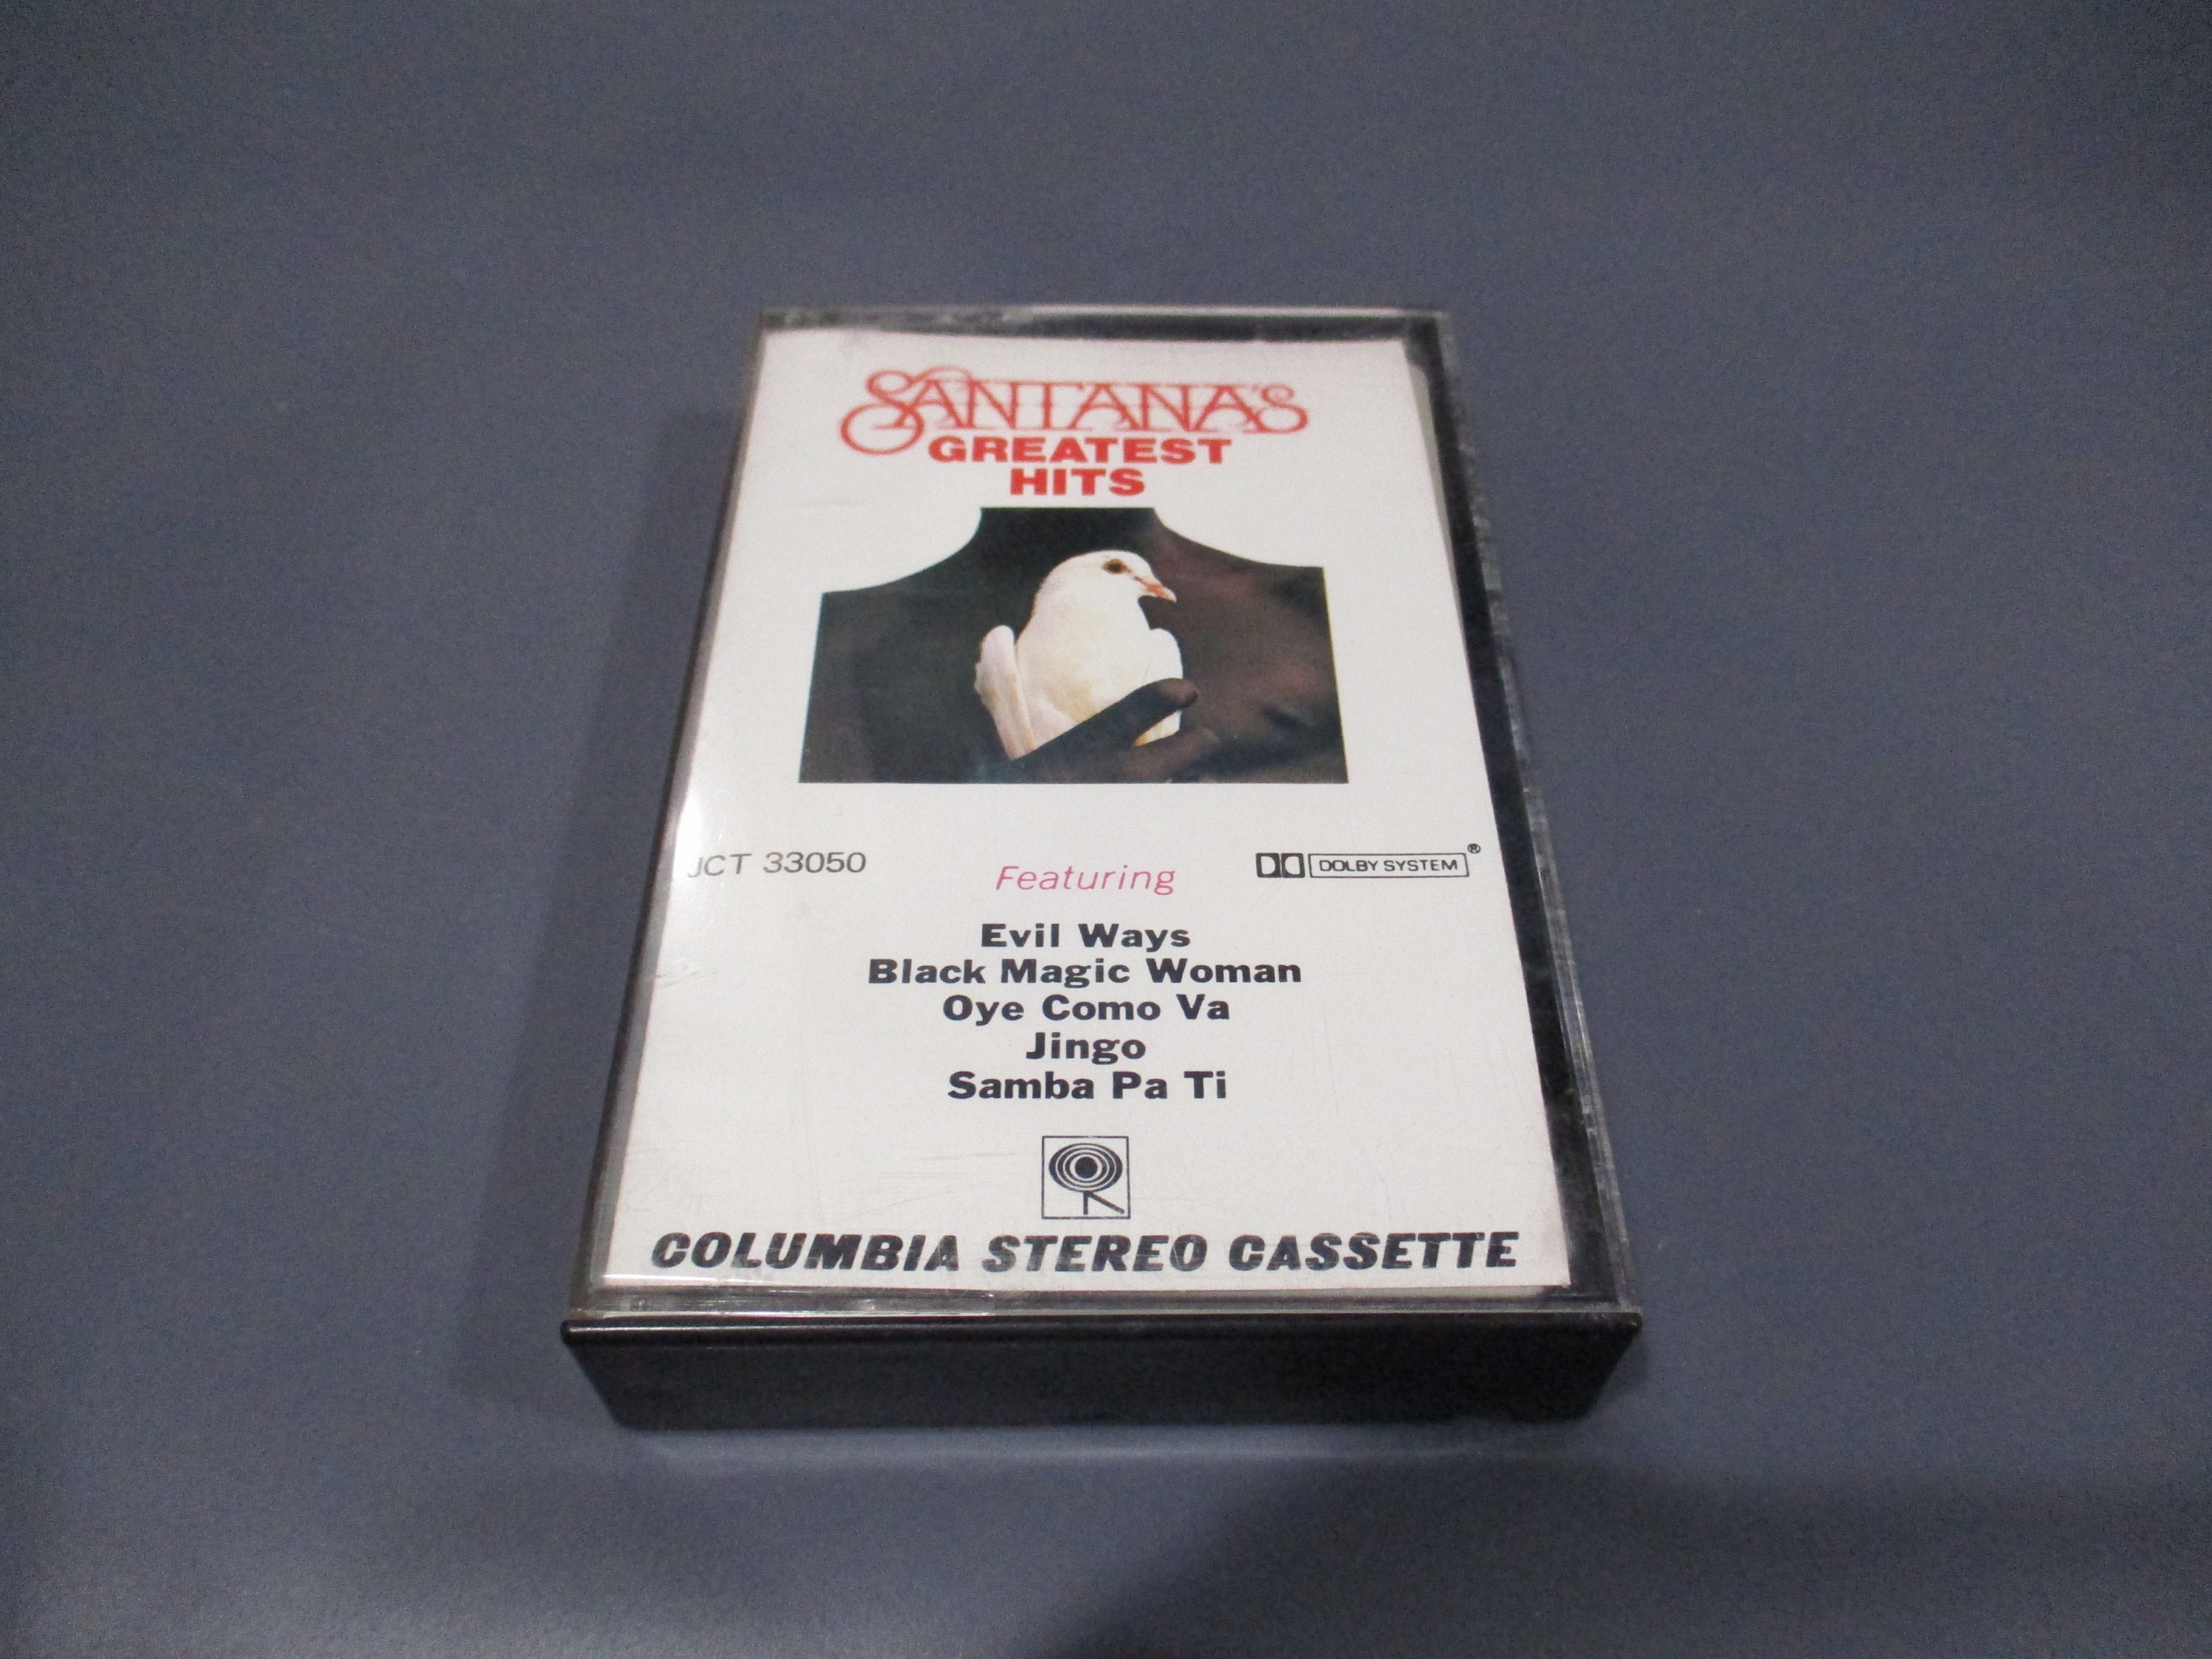 SANTANA'S
GREATEST
HITS
JCT 33050
Featuring
DOLBY SYSTEM®
Evil Ways
Black Magic Woman
Oye Como Va
Jingo
Samba Pa Ti
COLUMBIA STEREO CASSETTE